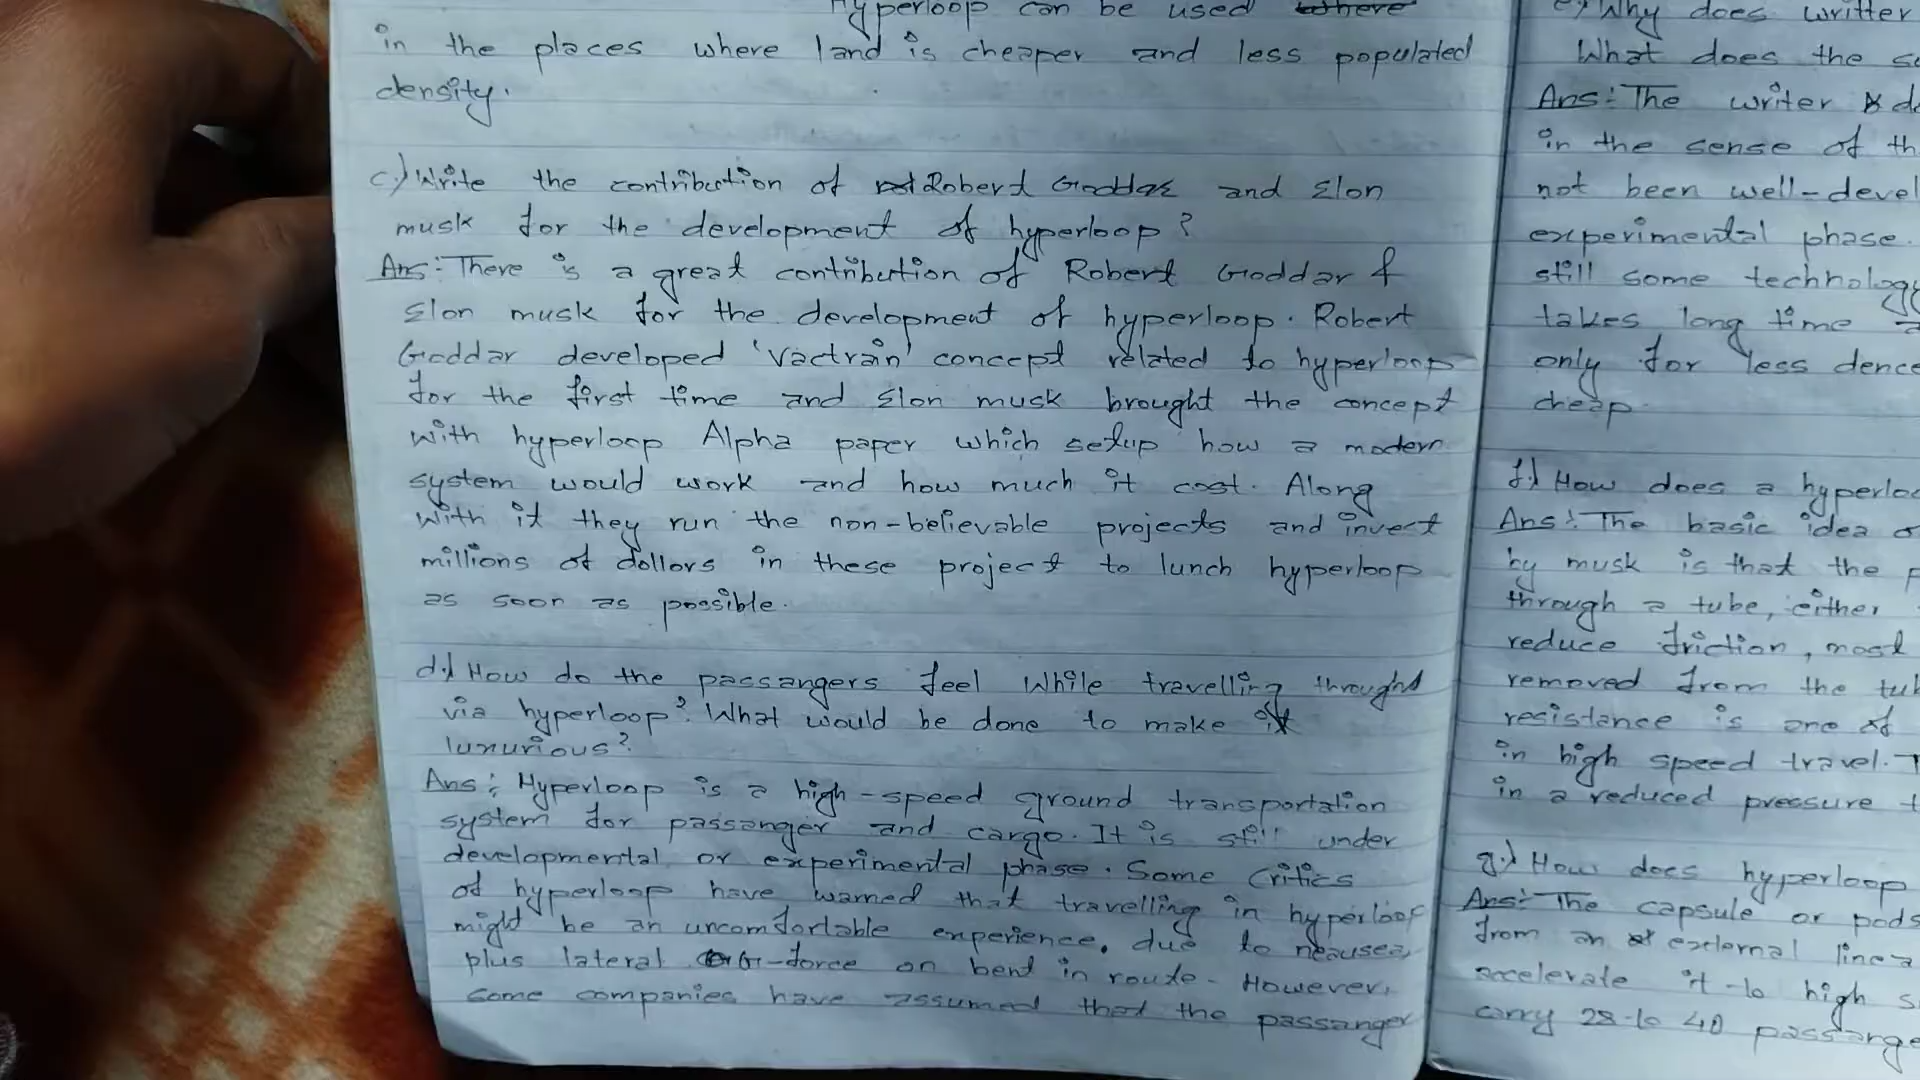 Hyperloop can be used where
in the places where land is cheaper and less populated
density.
c.) Write the contribution of Robert Goddar and Elon
musk for the development of hyperloop?
Ans: There is a great contribution of Robert Goddar &
Elon musk for the development of hyperloop. Robert
Goddar developed 'Vactrain' concept related to hyperloop
for the first time and Elon musk brought the concept
with hyperloop Alpha paper which setup how a modern
system would work and how much it cost. Along
with it they run the non-believable projects and invect
millions of dollors in these project to lunch hyperloop
as soon as possible.
d.) How do the passangers feel While travelling throught
via hyperloop? What would be done to make it
luxurious?
Ans: Hyperloop is a high-speed ground transportation
system for passanger and cargo. It is still under
developmental or experimental phase. Some Critics
of hyperloop have warned that travelling in hyperloop
might be an uncomfortable experience, due to neausea,
plus lateral G-force on bend in route. However,
some companies have assumed that the passanger
e) Why does writter
What does the
Ans: The writer
in the sense of th
not been well-devel
experimental phase.
still some technology
takes long time
only for less dence
cheap.
f.) How does a hyperloo
Ans: The basic idea o
by musk is that the p
through a tube, either
reduce friction, most
removed from the tub
resistance is one of
in high speed travel. T
in a reduced pressure t
g.) How does hyperloop
Ans: The capsule or pods
from an external linea
accelerate it to high s
carry 28 to 40 passange